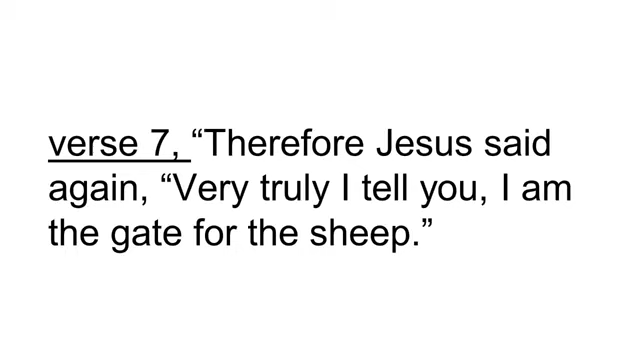 verse 7, “Therefore Jesus said
again, “Very truly I tell you, I am
the gate for the sheep.”